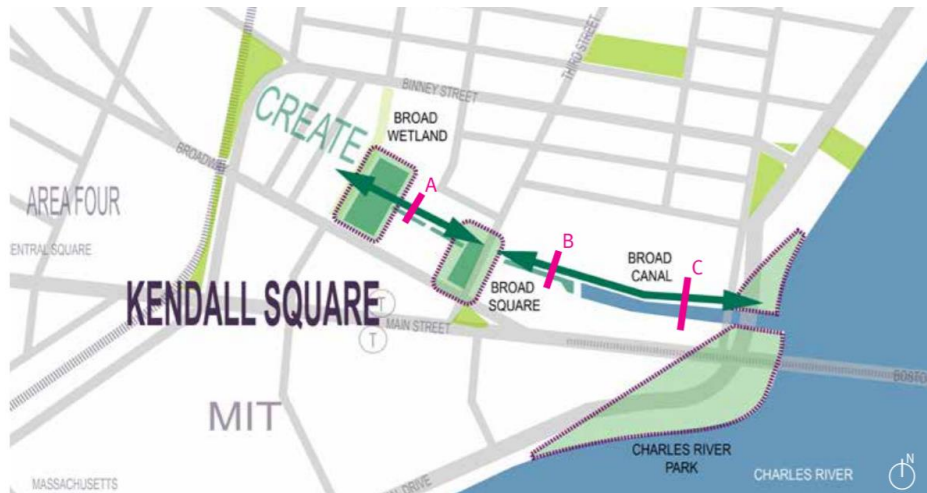 THIRD STREET
BINNEY STREET
CREATE
BROAD
WETLAND
BROADWAY
A
AREA FOUR
ENTRAL SQUARE
B
BROAD
CANAL
C
BROAD
SQUARE
KENDALL SQUARE
T
MAIN STREET
T
BOSTO
MIT
CHARLES RIVER
PARK
MASSACHUSETTS
DRIVE
CHARLES RIVER
N